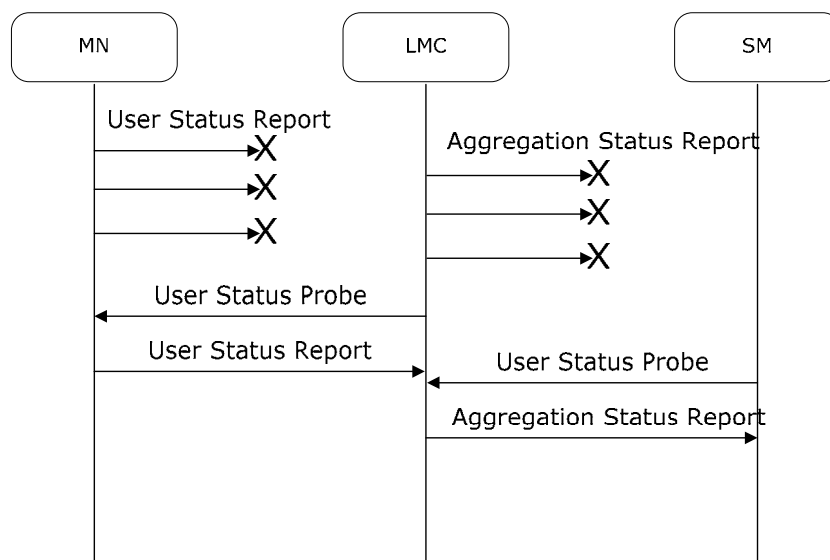 MN
LMC
SM
User Status Report
Aggregation Status Report
X
X
X
X
X
X
User Status Probe
User Status Report
User Status Probe
Aggregation Status Report